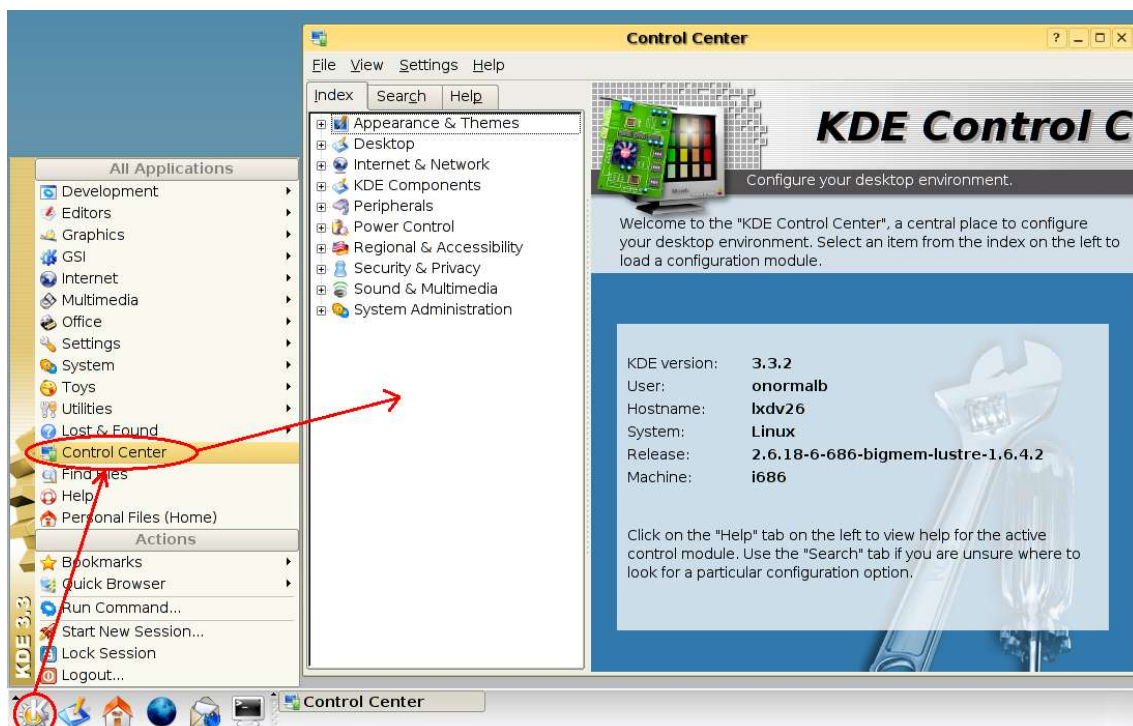 Control Center
File View Settings Help
Index Search Help
Appearance & Themes
Desktop
Internet & Network
KDE Components
Peripherals
Power Control
Regional & Accessibility
Security & Privacy
Sound & Multimedia
System Administration
KDE Control C
Configure your desktop environment.
Welcome to the "KDE Control Center", a central place to configure
your desktop environment. Select an item from the index on the left to
load a configuration module.
KDE version: 3.3.2
User: onormalb
Hostname: lxdv26
System: Linux
Release: 2.6.18-6-686-bigmem-lustre-1.6.4.2
Machine: i686
Click on the "Help" tab on the left to view help for the active
control module. Use the "Search" tab if you are unsure where to
look for a particular configuration option.
All Applications
Development
Editors
Graphics
GSI
Internet
Multimedia
Office
Settings
System
Toys
Utilities
Lost & Found
Control Center
Find Files
Help
Personal Files (Home)
Actions
Bookmarks
Quick Browser
Run Command...
Start New Session...
Lock Session
Logout...
KDE 3.3
Control Center